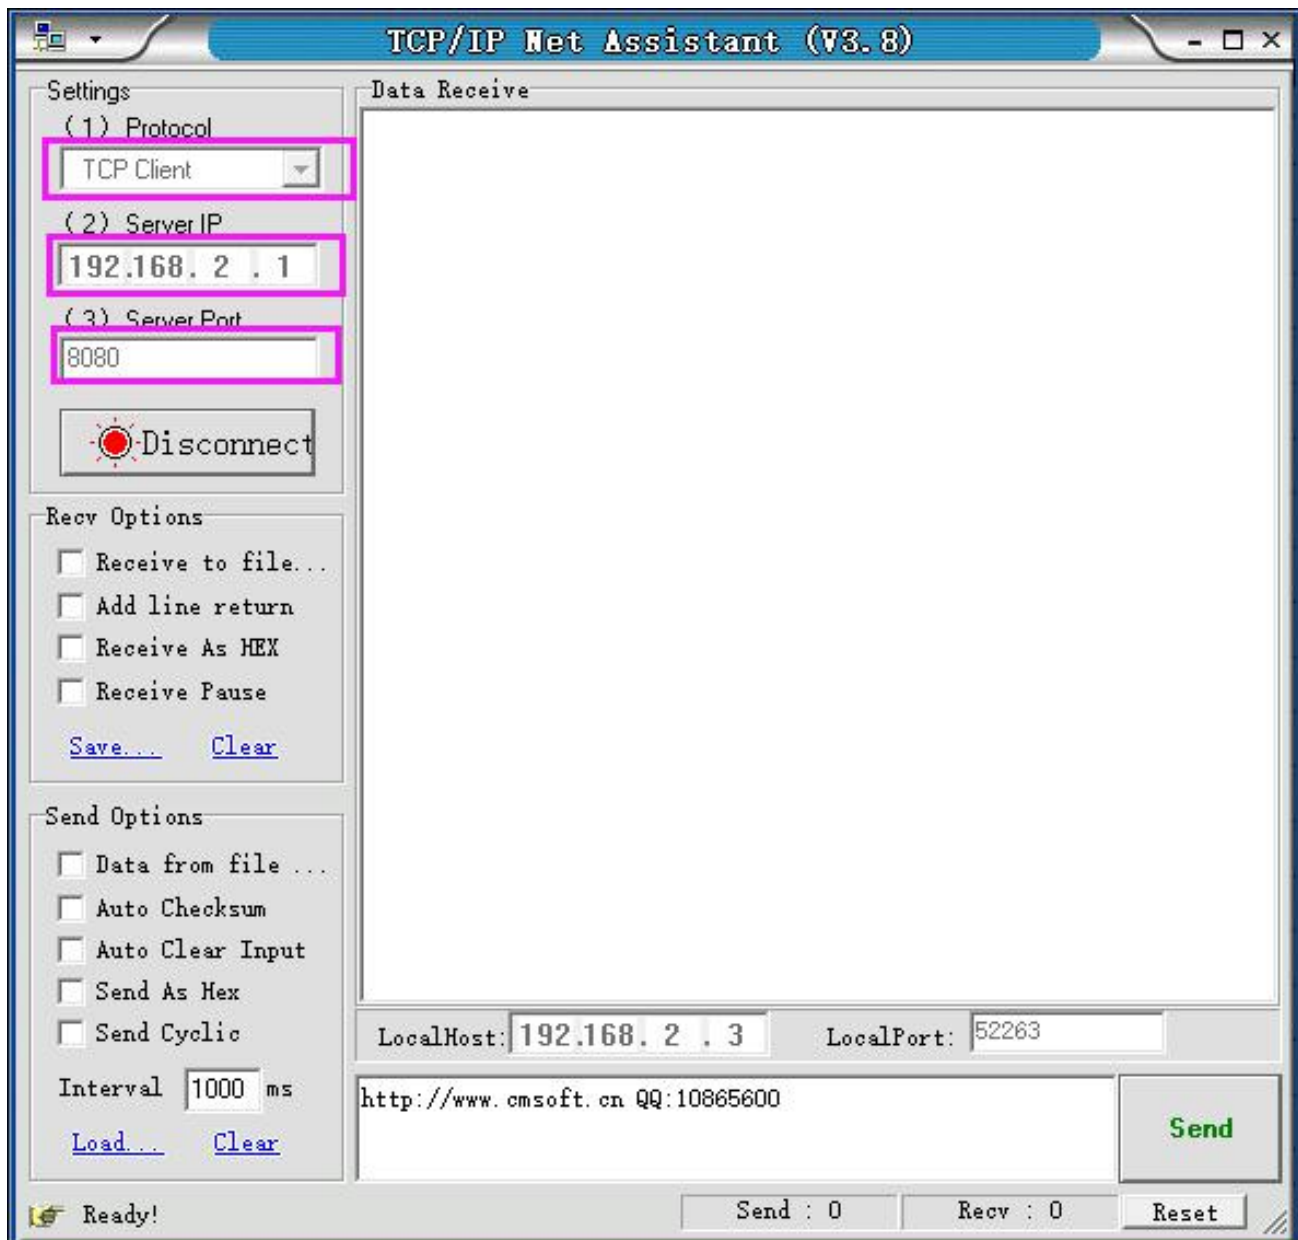 TCP/IP Net Assistant (V3.8)
Settings
(1) Protocol
TCP Client
(2) Server IP
192.168. 2 . 1
(3) Server Port
8080
Disconnect
Recv Options
Receive to file...
Add line return
Receive As HEX
Receive Pause
Save... Clear
Send Options
Data from file ...
Auto Checksum
Auto Clear Input
Send As Hex
Send Cyclic
Interval 1000 ms
Load... Clear
Data Receive
LocalHost: 192.168. 2 . 3 LocalPort: 52263
http://www.cmsoft.cn QQ:10865600
Send
Ready! Send : 0 Recv : 0 Reset